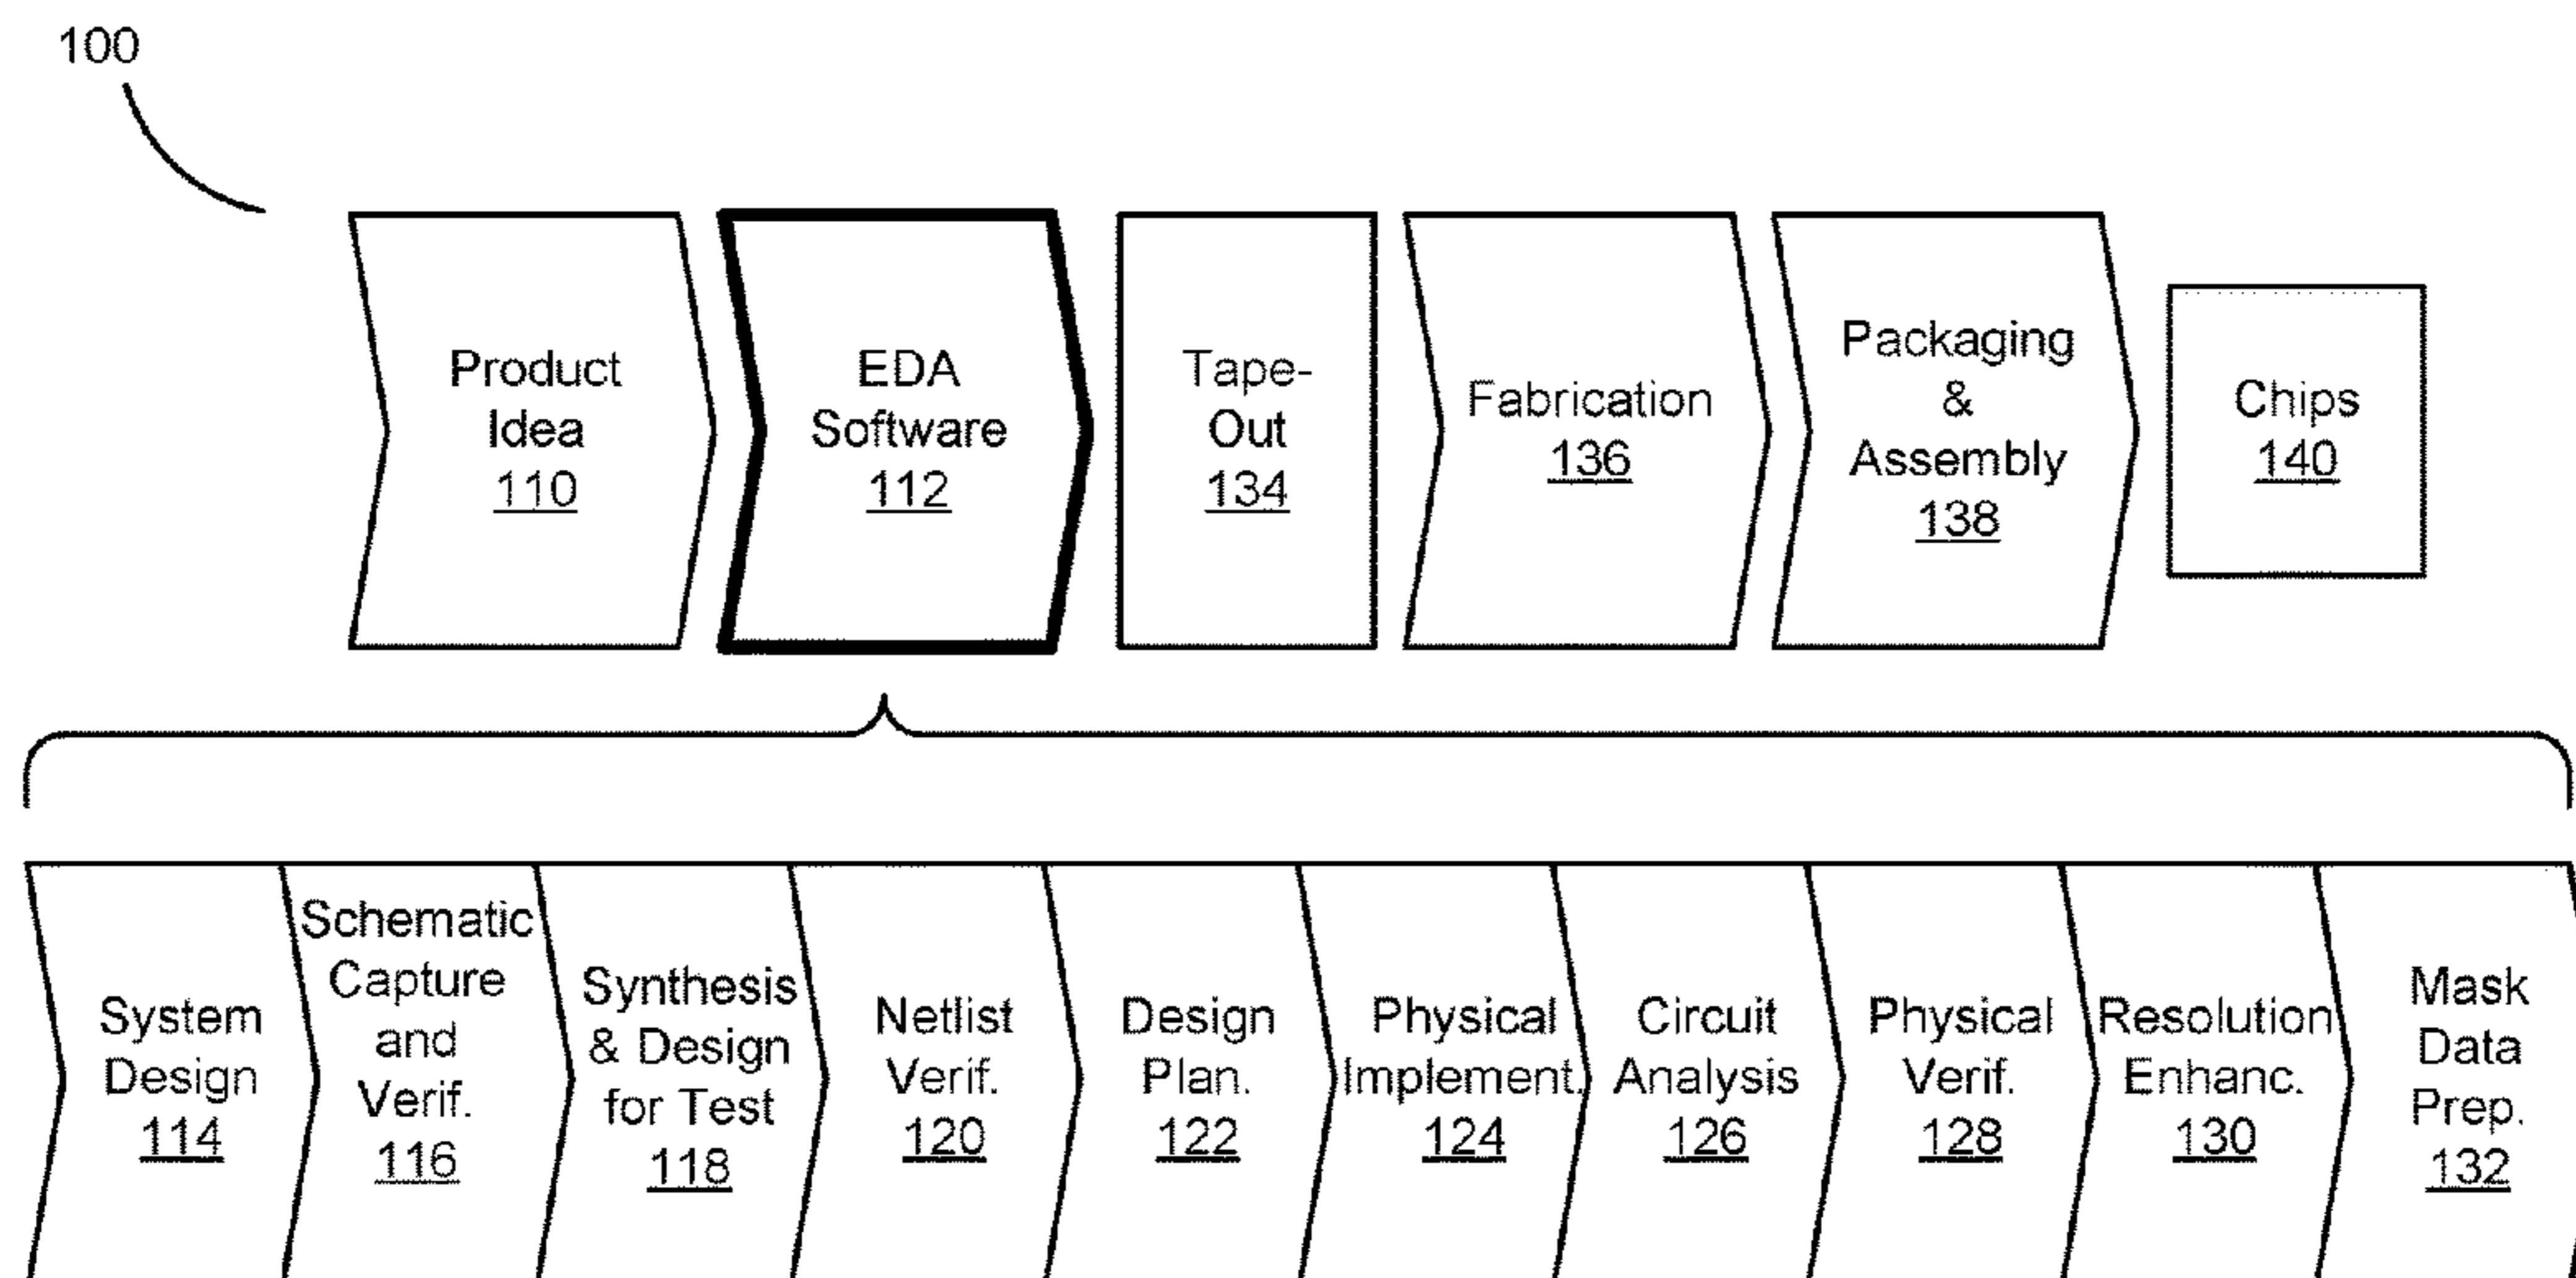 100
Product
Idea
110
EDA
Software
112
Tape-
Out
134
Fabrication
136
Packaging
&
Assembly
138
Chips
140
System
Design
114
Schematic
Capture
and
Verif.
116
Synthesis
& Design
for Test
118
Netlist
Verif.
120
Design
Plan.
122
Physical
Implement.
124
Circuit
Analysis
126
Physical
Verif.
128
Resolution
Enhanc.
130
Mask
Data
Prep.
132